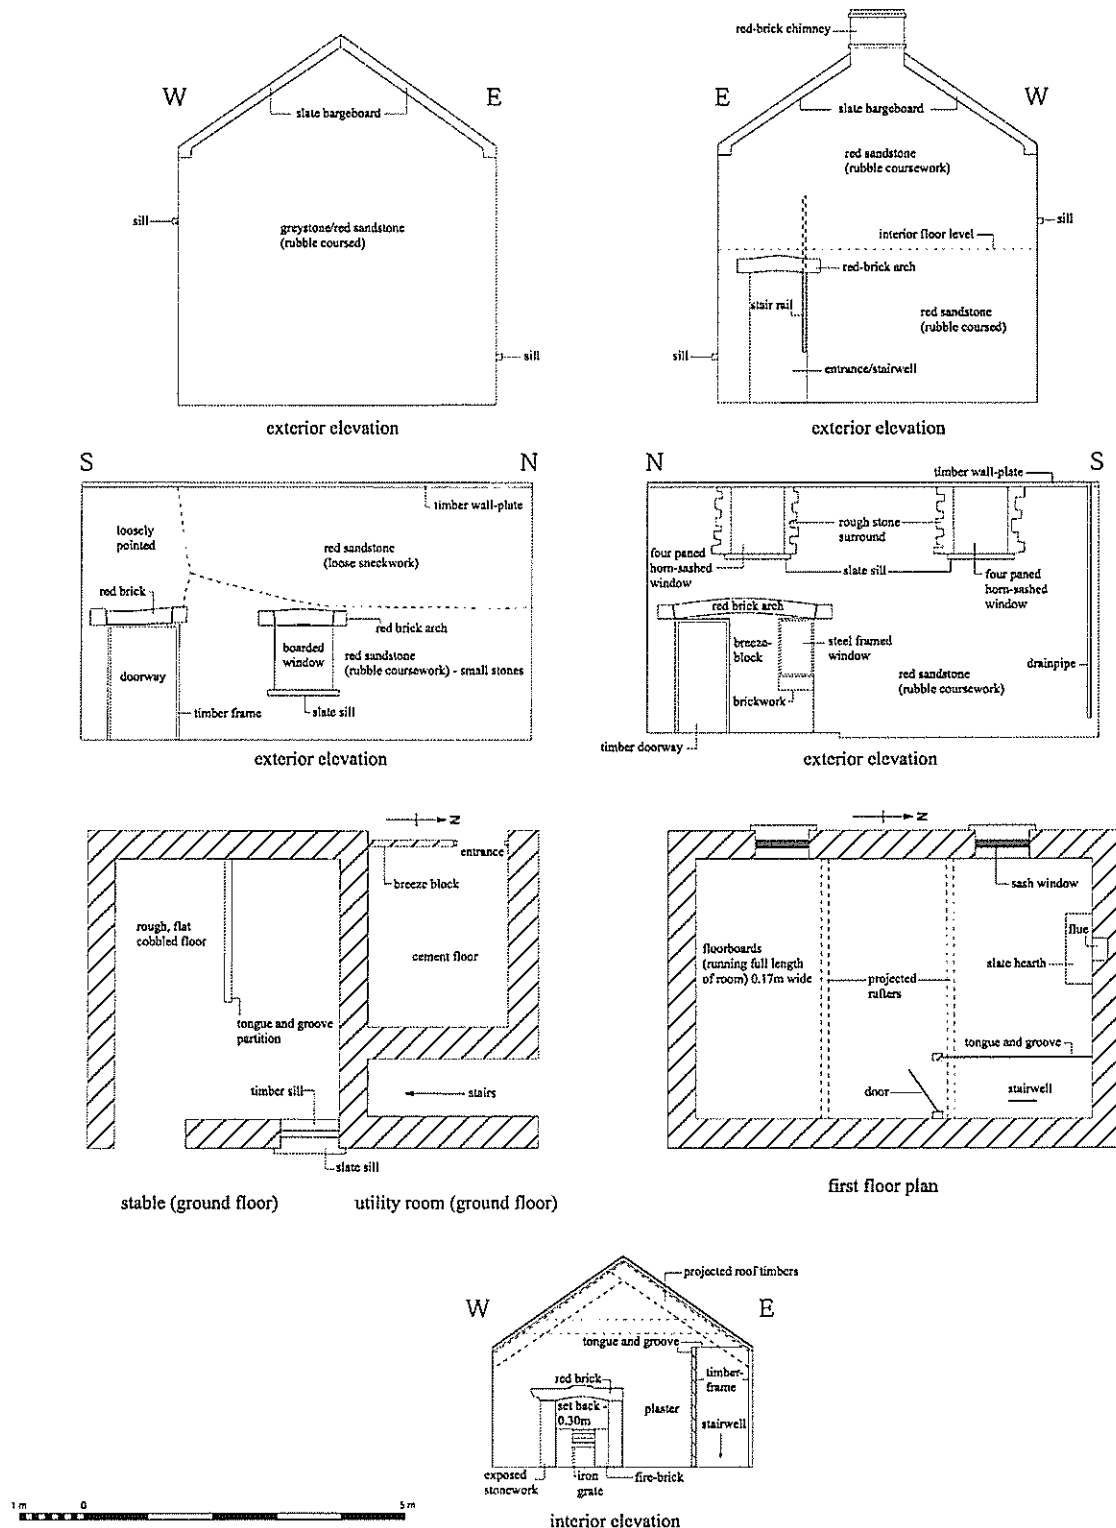 red-brick chimney
W
E
E
W
slate bargeboard
slate bargeboard
red sandstone
(rubble coursework)
sill
greystone/red sandstone
(rubble coursed)
sill
interior floor level
red-brick arch
stair rail
red sandstone
(rubble coursed)
sill
sill
entrance/stairwell
exterior elevation
exterior elevation
S
N
N
S
timber wall-plate
timber wall-plate
loosely
pointed
red sandstone
(loose sneckwork)
rough stone
surround
four paned
horn-sashed
window
slate sill
four paned
horn-sashed
window
red brick
red brick arch
red brick arch
boarded
window
doorway
red sandstone
(rubble coursework) - small stones
breeze-
block
steel framed
window
drainpipe
red sandstone
(rubble coursework)
brickwork
timber frame
slate sill
timber doorway
exterior elevation
exterior elevation
N
N
entrance
breeze block
sash window
rough, flat
cobbled floor
cement floor
floorboards
(running full length
of room) 0.17m wide
projected
rafters
flue
slate hearth
tongue and groove
partition
tongue and groove
timber sill
stairs
door
stairwell
slate sill
stable (ground floor)
utility room (ground floor)
first floor plan
W
E
projected roof timbers
tongue and groove
red brick
timber-
frame
set back -
0.30m
plaster
stairwell
exposed
stonework
iron
grate
fire-brick
interior elevation
1 m
0
5 m